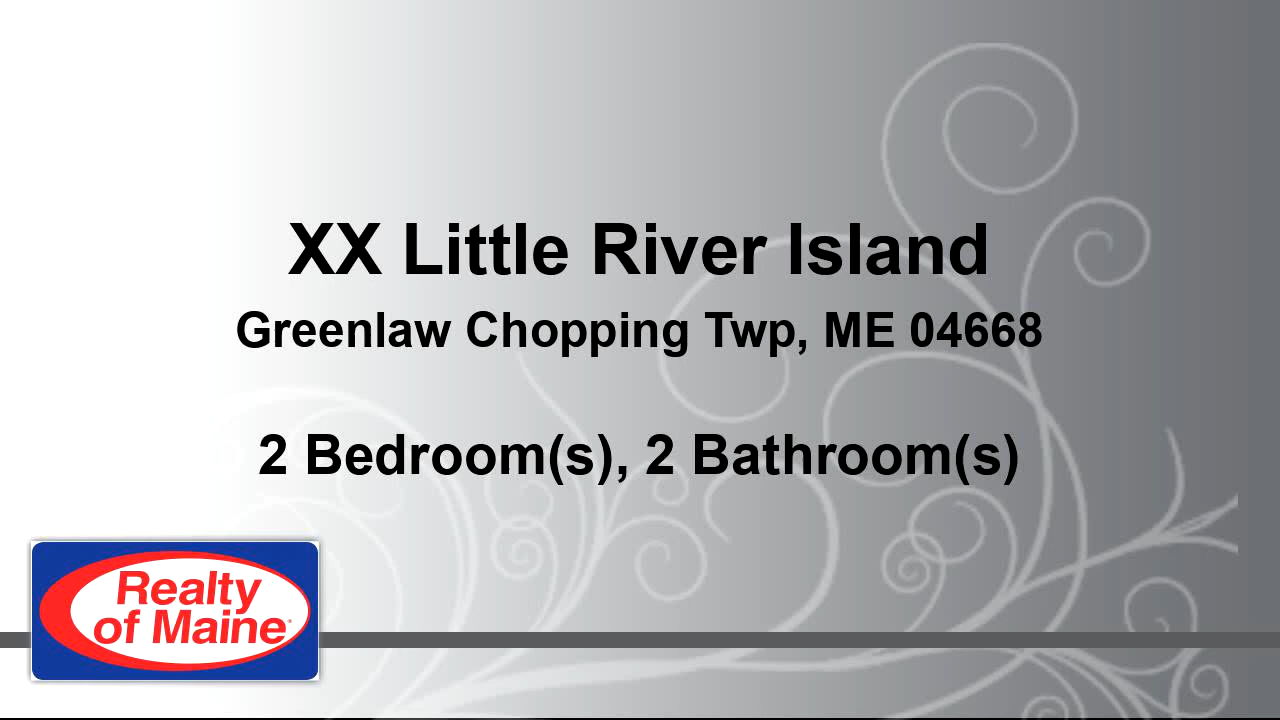 XX Little River Island
Greenlaw Chopping Twp, ME 04668
2 Bedroom(s), 2 Bathroom(s)
Realty
of Maine